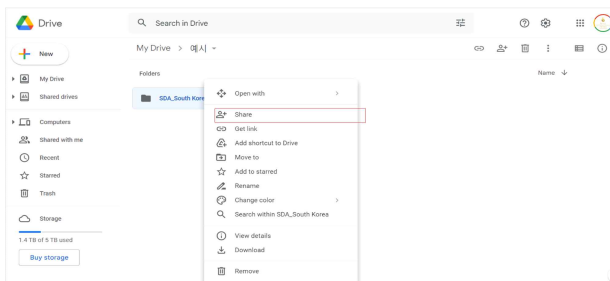 Drive
Search in Drive
New
My Drive > 예시
My Drive
Shared drives
Computers
Shared with me
Recent
Starred
Trash
Storage
1.4 TB of 5 TB used
Buy storage
Folders
Name
SDA_South Kore
Open with
Share
Get link
Add shortcut to Drive
Move to
Add to starred
Rename
Change color
Search within SDA_South Korea
View details
Download
Remove